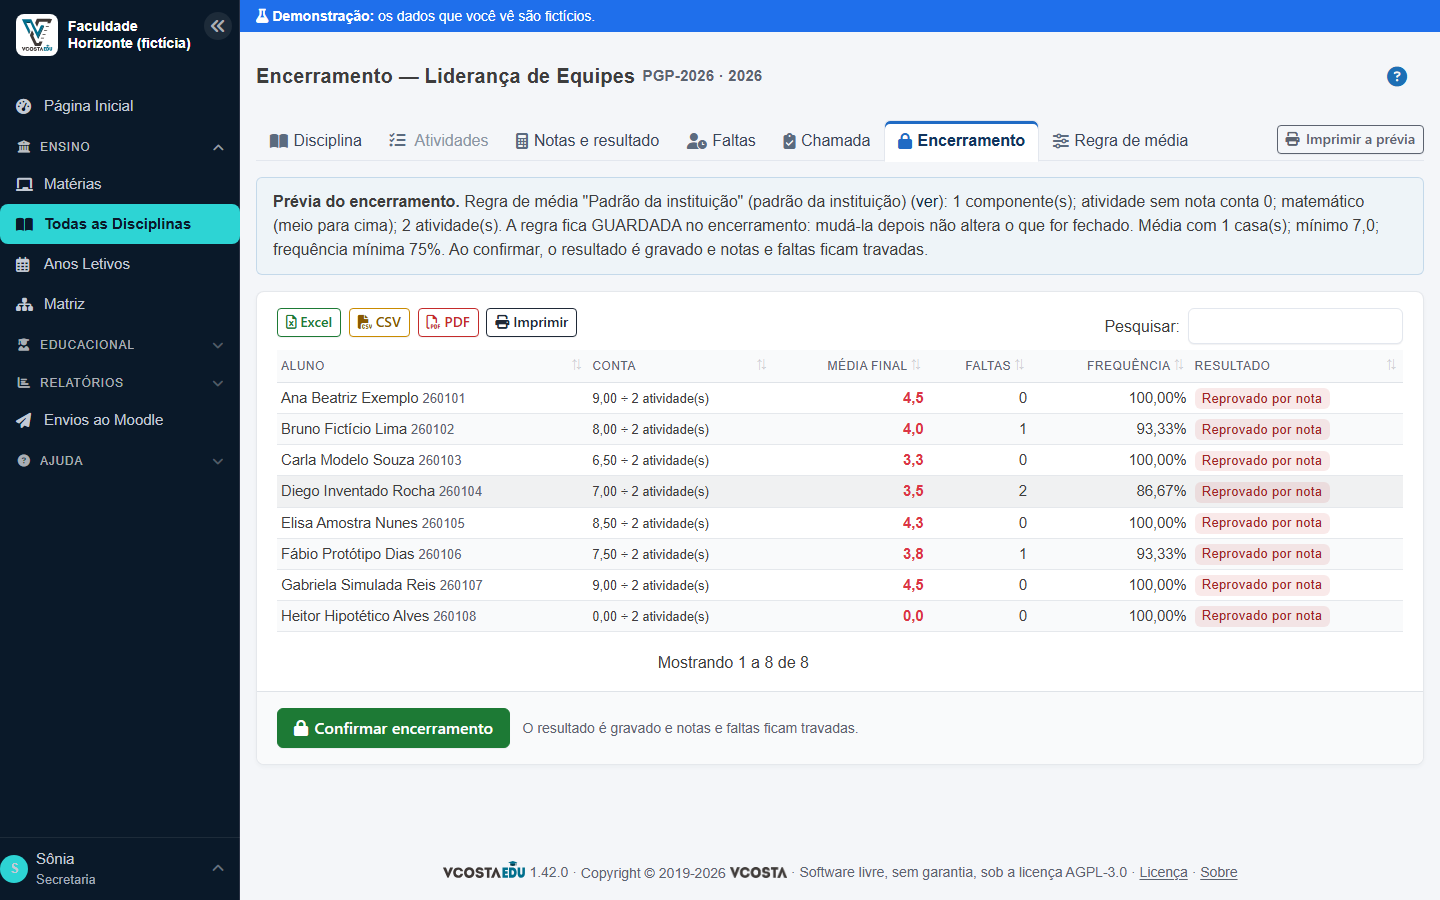 VCOSTAEDU
Faculdade
Horizonte (fictícia)
Página Inicial
ENSINO
Matérias
Todas as Disciplinas
Anos Letivos
Matriz
EDUCACIONAL
RELATÓRIOS
Envios ao Moodle
AJUDA
S
Sônia
Secretaria
Demonstração: os dados que você vê são fictícios.
Encerramento — Liderança de Equipes PGP-2026 · 2026
?
Disciplina Atividades Notas e resultado Faltas Chamada Encerramento Regra de média Imprimir a prévia
Prévia do encerramento. Regra de média "Padrão da instituição" (padrão da instituição) (ver): 1 componente(s); atividade sem nota conta 0; matemático
(meio para cima); 2 atividade(s). A regra fica GUARDADA no encerramento: mudá-la depois não altera o que for fechado. Média com 1 casa(s); mínimo 7,0;
frequência mínima 75%. Ao confirmar, o resultado é gravado e notas e faltas ficam travadas.
Excel CSV PDF Imprimir
Pesquisar:
ALUNO CONTA MÉDIA FINAL FALTAS FREQUÊNCIA RESULTADO
Ana Beatriz Exemplo 260101 9,00 ÷ 2 atividade(s) 4,5 0 100,00% Reprovado por nota
Bruno Fictício Lima 260102 8,00 ÷ 2 atividade(s) 4,0 1 93,33% Reprovado por nota
Carla Modelo Souza 260103 6,50 ÷ 2 atividade(s) 3,3 0 100,00% Reprovado por nota
Diego Inventado Rocha 260104 7,00 ÷ 2 atividade(s) 3,5 2 86,67% Reprovado por nota
Elisa Amostra Nunes 260105 8,50 ÷ 2 atividade(s) 4,3 0 100,00% Reprovado por nota
Fábio Protótipo Dias 260106 7,50 ÷ 2 atividade(s) 3,8 1 93,33% Reprovado por nota
Gabriela Simulada Reis 260107 9,00 ÷ 2 atividade(s) 4,5 0 100,00% Reprovado por nota
Heitor Hipotético Alves 260108 0,00 ÷ 2 atividade(s) 0,0 0 100,00% Reprovado por nota
Mostrando 1 a 8 de 8
Confirmar encerramento O resultado é gravado e notas e faltas ficam travadas.
VCOSTAEDU 1.42.0 · Copyright © 2019-2026 VCOSTA · Software livre, sem garantia, sob a licença AGPL-3.0 · Licença · Sobre